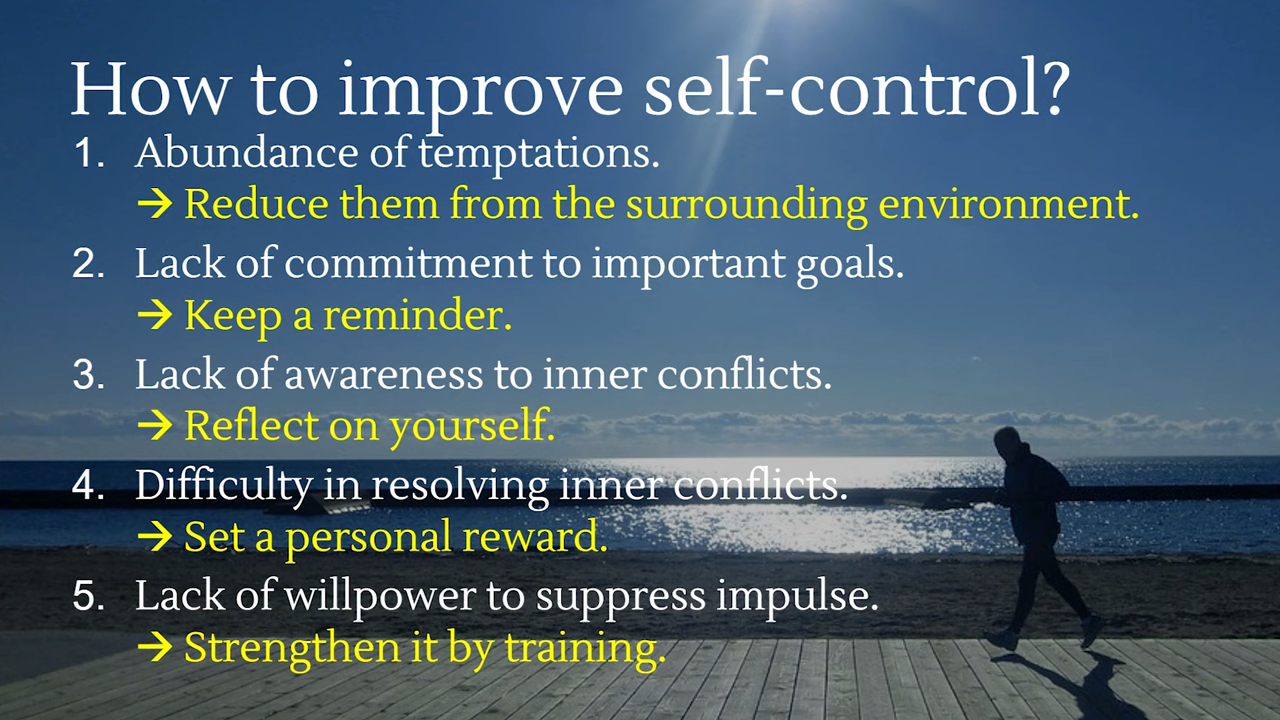 How to improve self-control?
1. Abundance of temptations.
→ Reduce them from the surrounding environment.
2. Lack of commitment to important goals.
→ Keep a reminder.
3. Lack of awareness to inner conflicts.
→ Reflect on yourself.
4. Difficulty in resolving inner conflicts.
→ Set a personal reward.
5. Lack of willpower to suppress impulse.
→ Strengthen it by training.